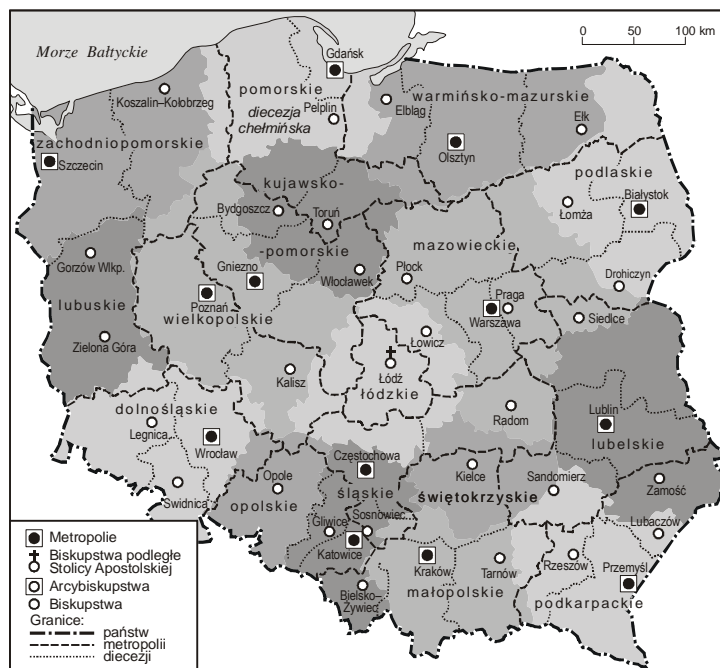 Morze Bałtyckie
0 50 100 km
Gdańsk
Koszalin–Kołobrzeg
pomorskie
diecezja
chełmińska
Pelplin
Elbląg
warmińsko-mazurskie
Ełk
zachodniopomorskie
Szczecin
Olsztyn
podlaskie
Łomża
Białystok
kujawsko-
Bydgoszcz
Toruń
-pomorskie
mazowieckie
Gorzów Wlkp.
Gniezno
Włocławek
Płock
Drohiczyn
lubuskie
Poznań
wielkopolskie
Praga
Warszawa
Siedlce
Zielona Góra
Łowicz
Łódź
łódzkie
Kalisz
Radom
Lublin
lubelskie
dolnośląskie
Legnica
Wrocław
Częstochowa
Kielce
Sandomierz
Zamość
Świdnica
Opole
opolskie
śląskie
świętokrzyskie
Gliwice
Sosnowiec
Katowice
Lubaczów
Kraków
Tarnów
Rzeszów
Przemyśl
Bielsko–
Żywiec
małopolskie
podkarpackie
Metropolie
Biskupstwa podległe
Stolicy Apostolskiej
Arcybiskupstwa
Biskupstwa
Granice:
państw
metropolii
diecezji